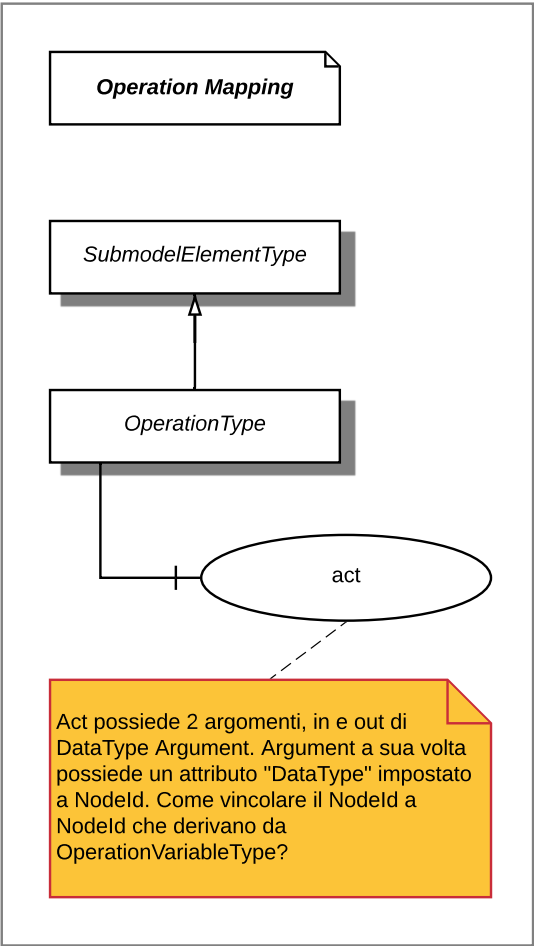 Operation Mapping
SubmodelElementType
OperationType
act
Act possiede 2 argomenti, in e out di
DataType Argument. Argument a sua volta
possiede un attributo "DataType" impostato
a NodeId. Come vincolare il NodeId a
NodeId che derivano da
OperationVariableType?